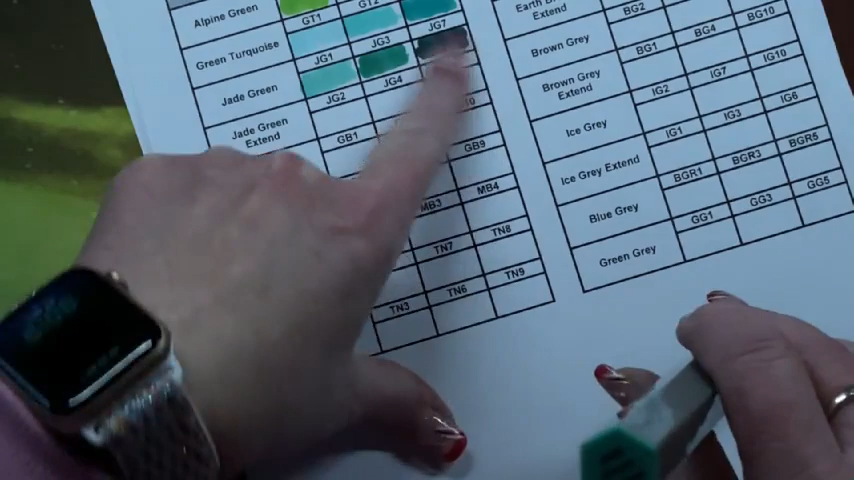 Alpine Green
GT1 GT2
Green Turquoise
JG1 JG3 JG7
Jade Green
JG2 JG4
Jade Green
Extend
GB1 GB9
MB3 MB4
TN7 TN8
TN3 TN6 TN9
Earth
Extend
BG2 BG10
Brown Grey
BG1 BG4
Brown Grey
Extend
IG2 IG7 IG10
Ice Grey
IG1 IG3 IG6
Ice Grey Extend
BGR1 BGR3 BGR5
Blue Grey
GG1 GG3 GG5
Green Grey